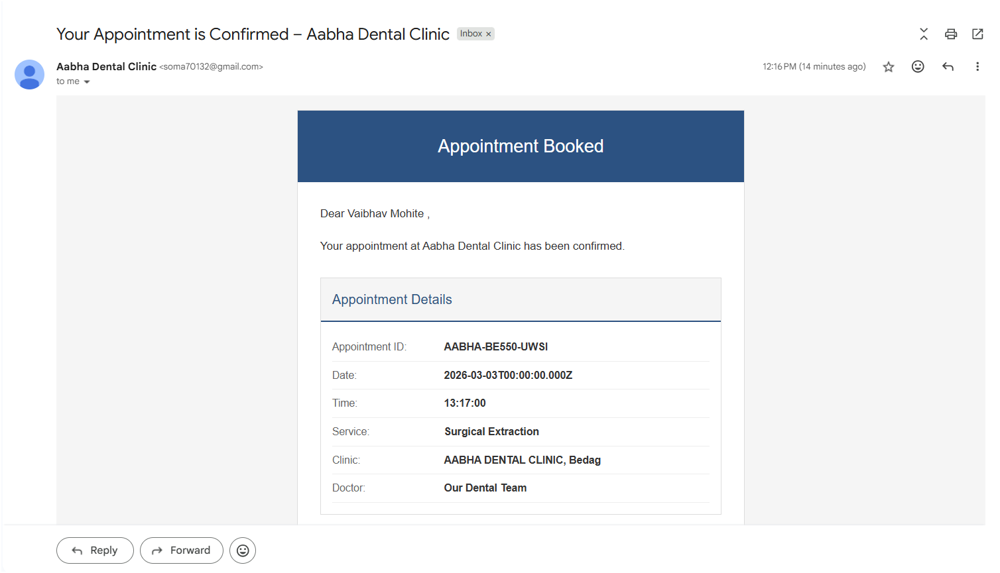 Your Appointment is Confirmed – Aabha Dental Clinic Inbox ×
Aabha Dental Clinic <soma70132@gmail.com> 12:16 PM (14 minutes ago)
to me
Appointment Booked
Dear Vaibhav Mohite ,
Your appointment at Aabha Dental Clinic has been confirmed.
Appointment Details
Appointment ID: AABHA-BE550-UWSI
Date: 2026-03-03T00:00:00.000Z
Time: 13:17:00
Service: Surgical Extraction
Clinic: AABHA DENTAL CLINIC, Bedag
Doctor: Our Dental Team
Reply Forward